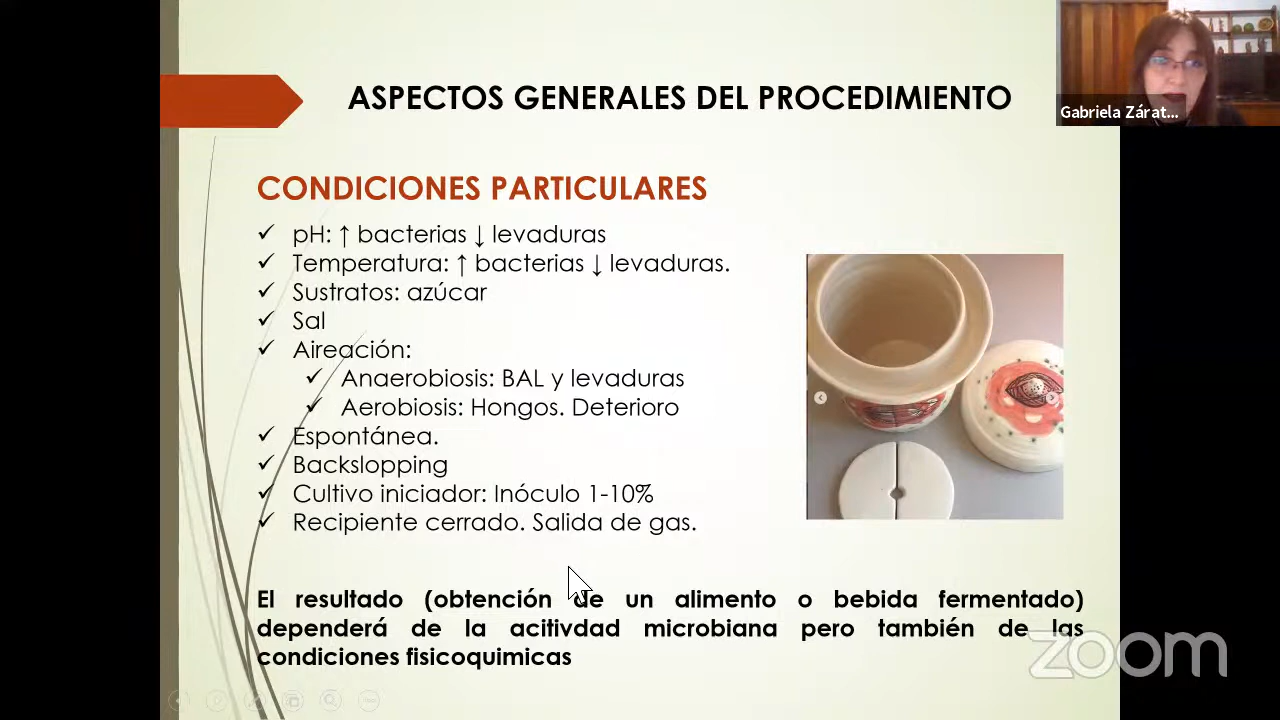 ASPECTOS GENERALES DEL PROCEDIMIENTO
Gabriela Zárat...
CONDICIONES PARTICULARES
✓ pH: ↑ bacterias ↓ levaduras
✓ Temperatura: ↑ bacterias ↓ levaduras.
✓ Sustratos: azúcar
✓ Sal
✓ Aireación:
✓ Anaerobiosis: BAL y levaduras
✓ Aerobiosis: Hongos. Deterioro
✓ Espontánea.
✓ Backslopping
✓ Cultivo iniciador: Inóculo 1-10%
✓ Recipiente cerrado. Salida de gas.
El resultado (obtención de un alimento o bebida fermentado)
dependerá de la acitivdad microbiana pero también de las
condiciones fisicoquimicas
zoom